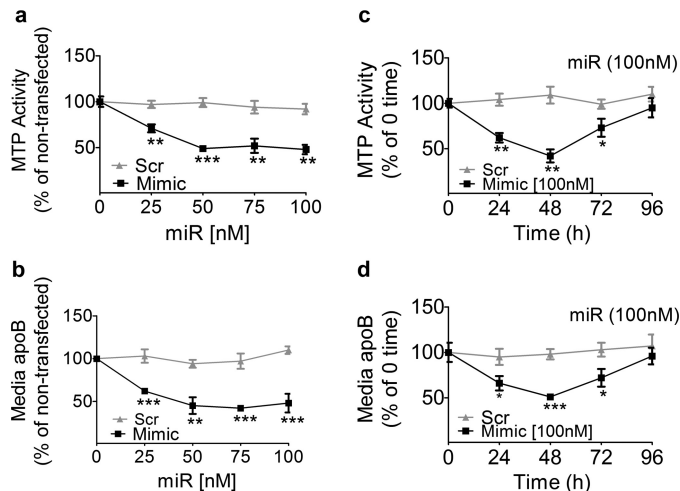 a
MTP Activity
(% of non-transfected)
150
100
50
** *** ** **
Scr
Mimic
0 25 50 75 100
miR [nM]
b
Media apoB
(% of non-transfected)
150
100
50
*** ** *** ***
Scr
Mimic
0 25 50 75 100
miR [nM]
c
MTP Activity
(% of 0 time)
miR (100nM)
150
100
50
** ** *
Scr
Mimic [100nM]
0 24 48 72 96
Time (h)
d
Media apoB
(% of 0 time)
miR (100nM)
150
100
50
* *** *
Scr
Mimic [100nM]
0 24 48 72 96
Time (h)